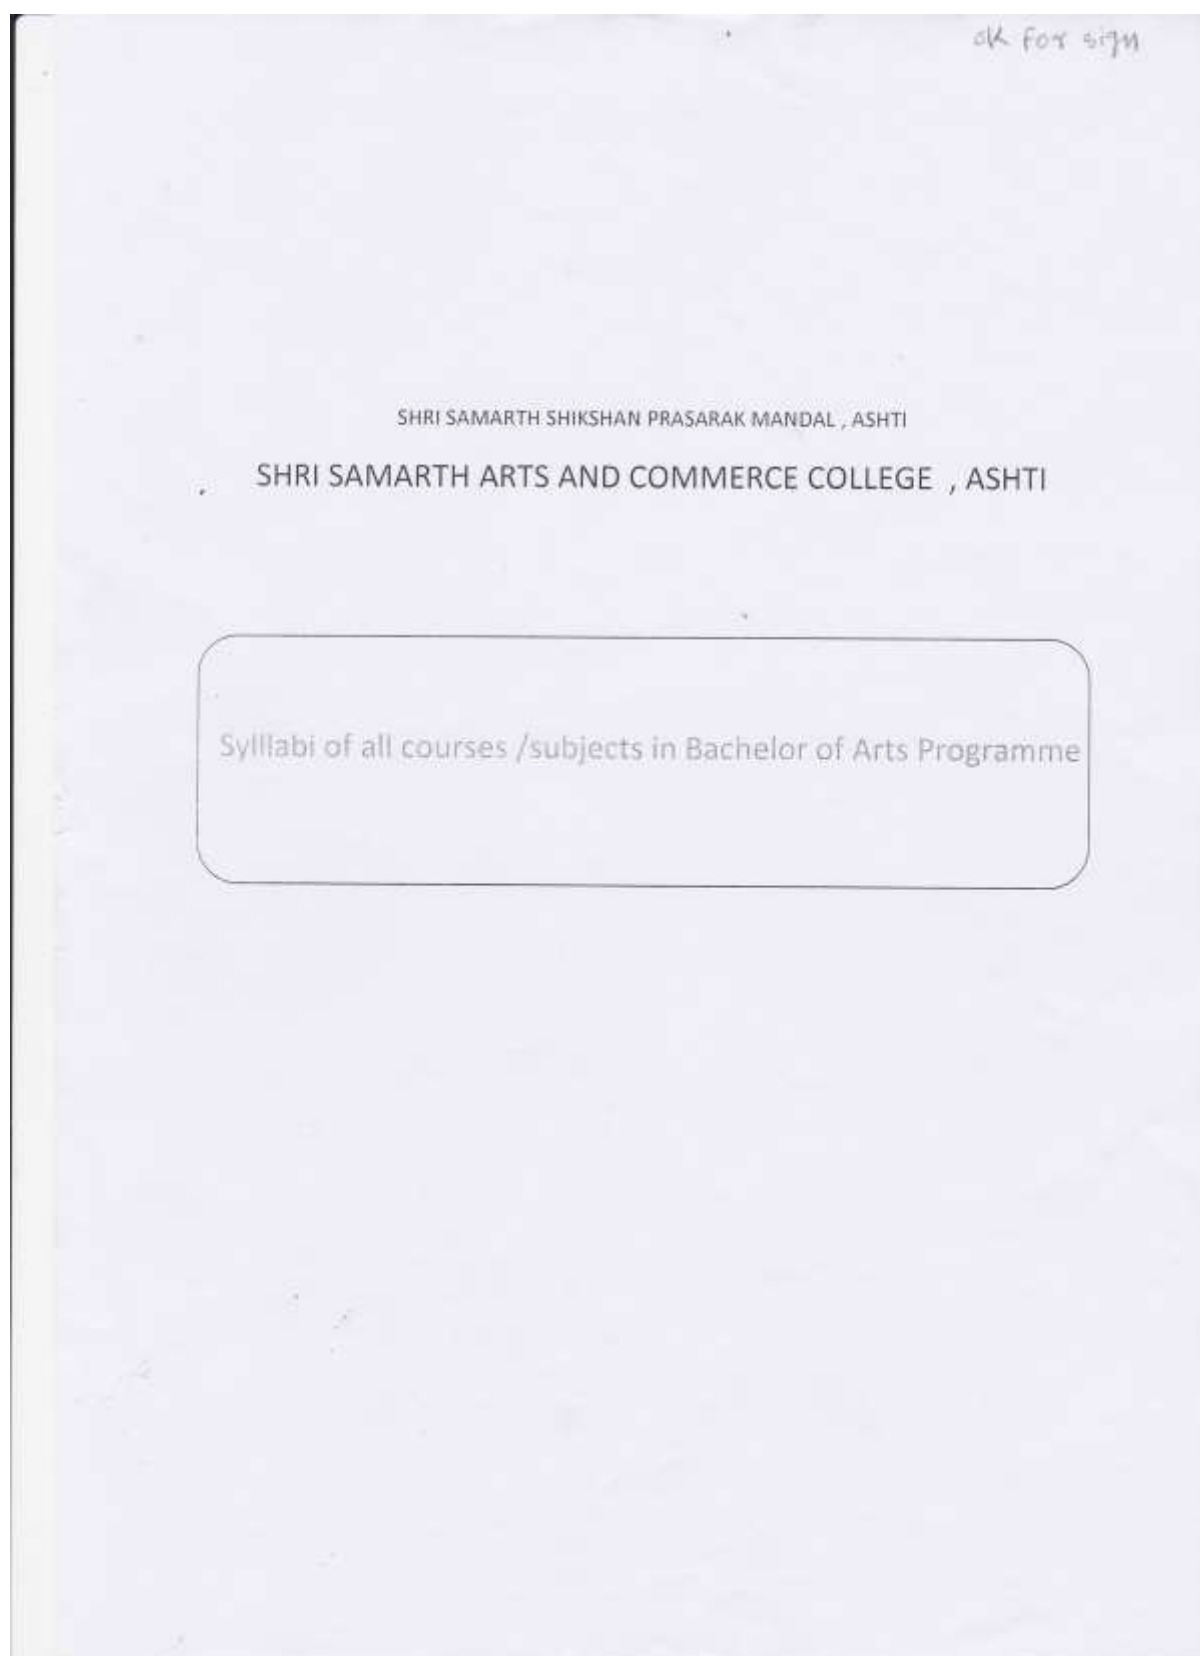 ok for sign
SHRI SAMARTH SHIKSHAN PRASARAK MANDAL , ASHTI
SHRI SAMARTH ARTS AND COMMERCE COLLEGE , ASHTI
Sylllabi of all courses /subjects in Bachelor of Arts Programme